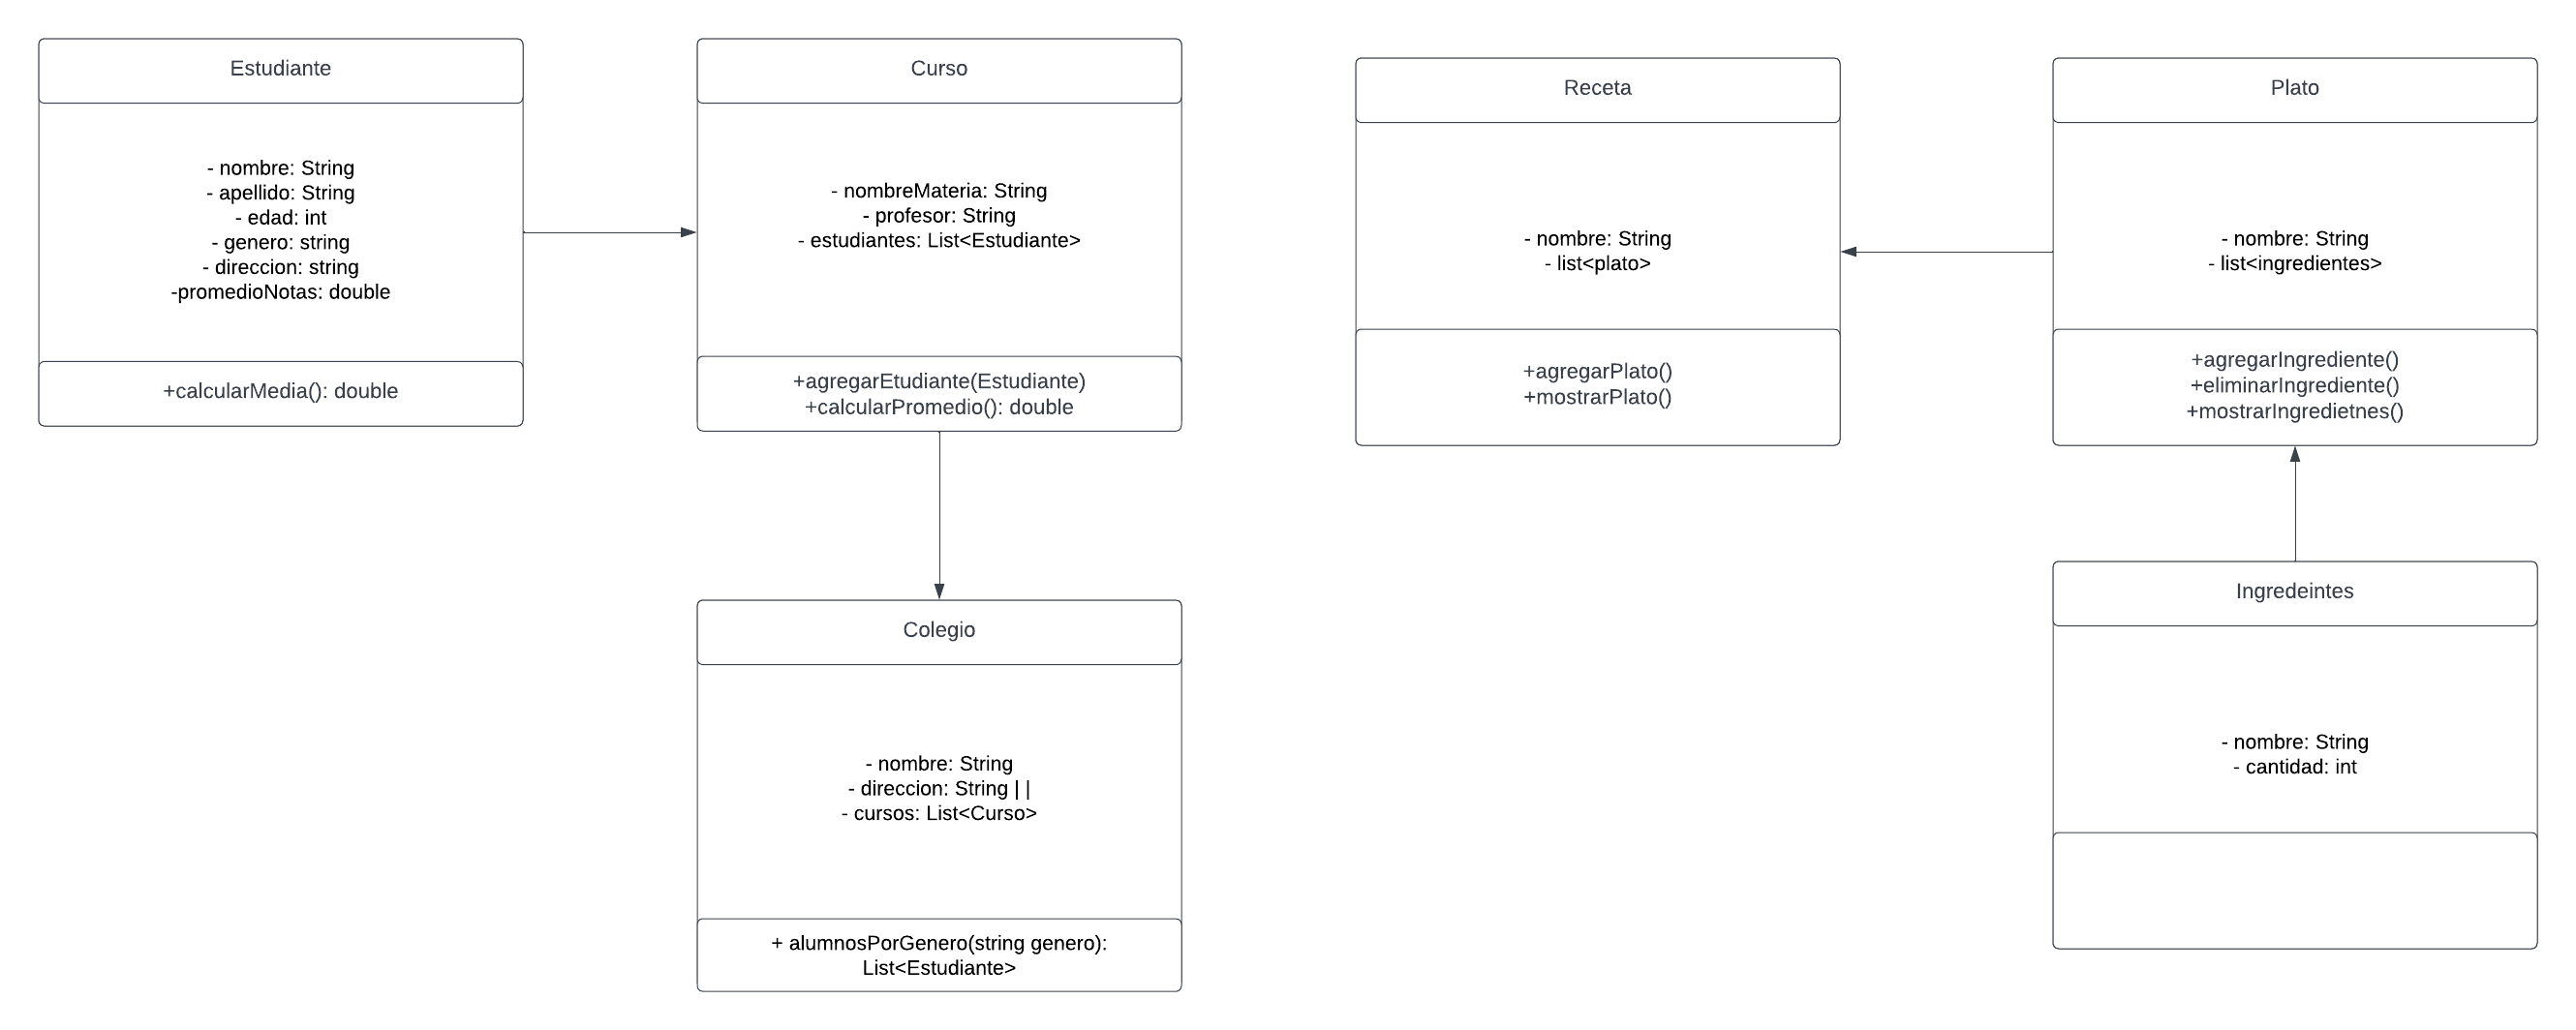 Estudiante
- nombre: String
- apellido: String
- edad: int
- genero: string
- direccion: string
-promedioNotas: double
+calcularMedia(): double
Curso
- nombreMateria: String
- profesor: String
- estudiantes: List<Estudiante>
+agregarEtudiante(Estudiante)
+calcularPromedio(): double
Colegio
- nombre: String
- direccion: String | |
- cursos: List<Curso>
+ alumnosPorGenero(string genero):
List<Estudiante>
Receta
- nombre: String
- list<plato>
+agregarPlato()
+mostrarPlato()
Plato
- nombre: String
- list<ingredientes>
+agregarIngrediente()
+eliminarIngrediente()
+mostrarIngredietnes()
Ingredeintes
- nombre: String
- cantidad: int